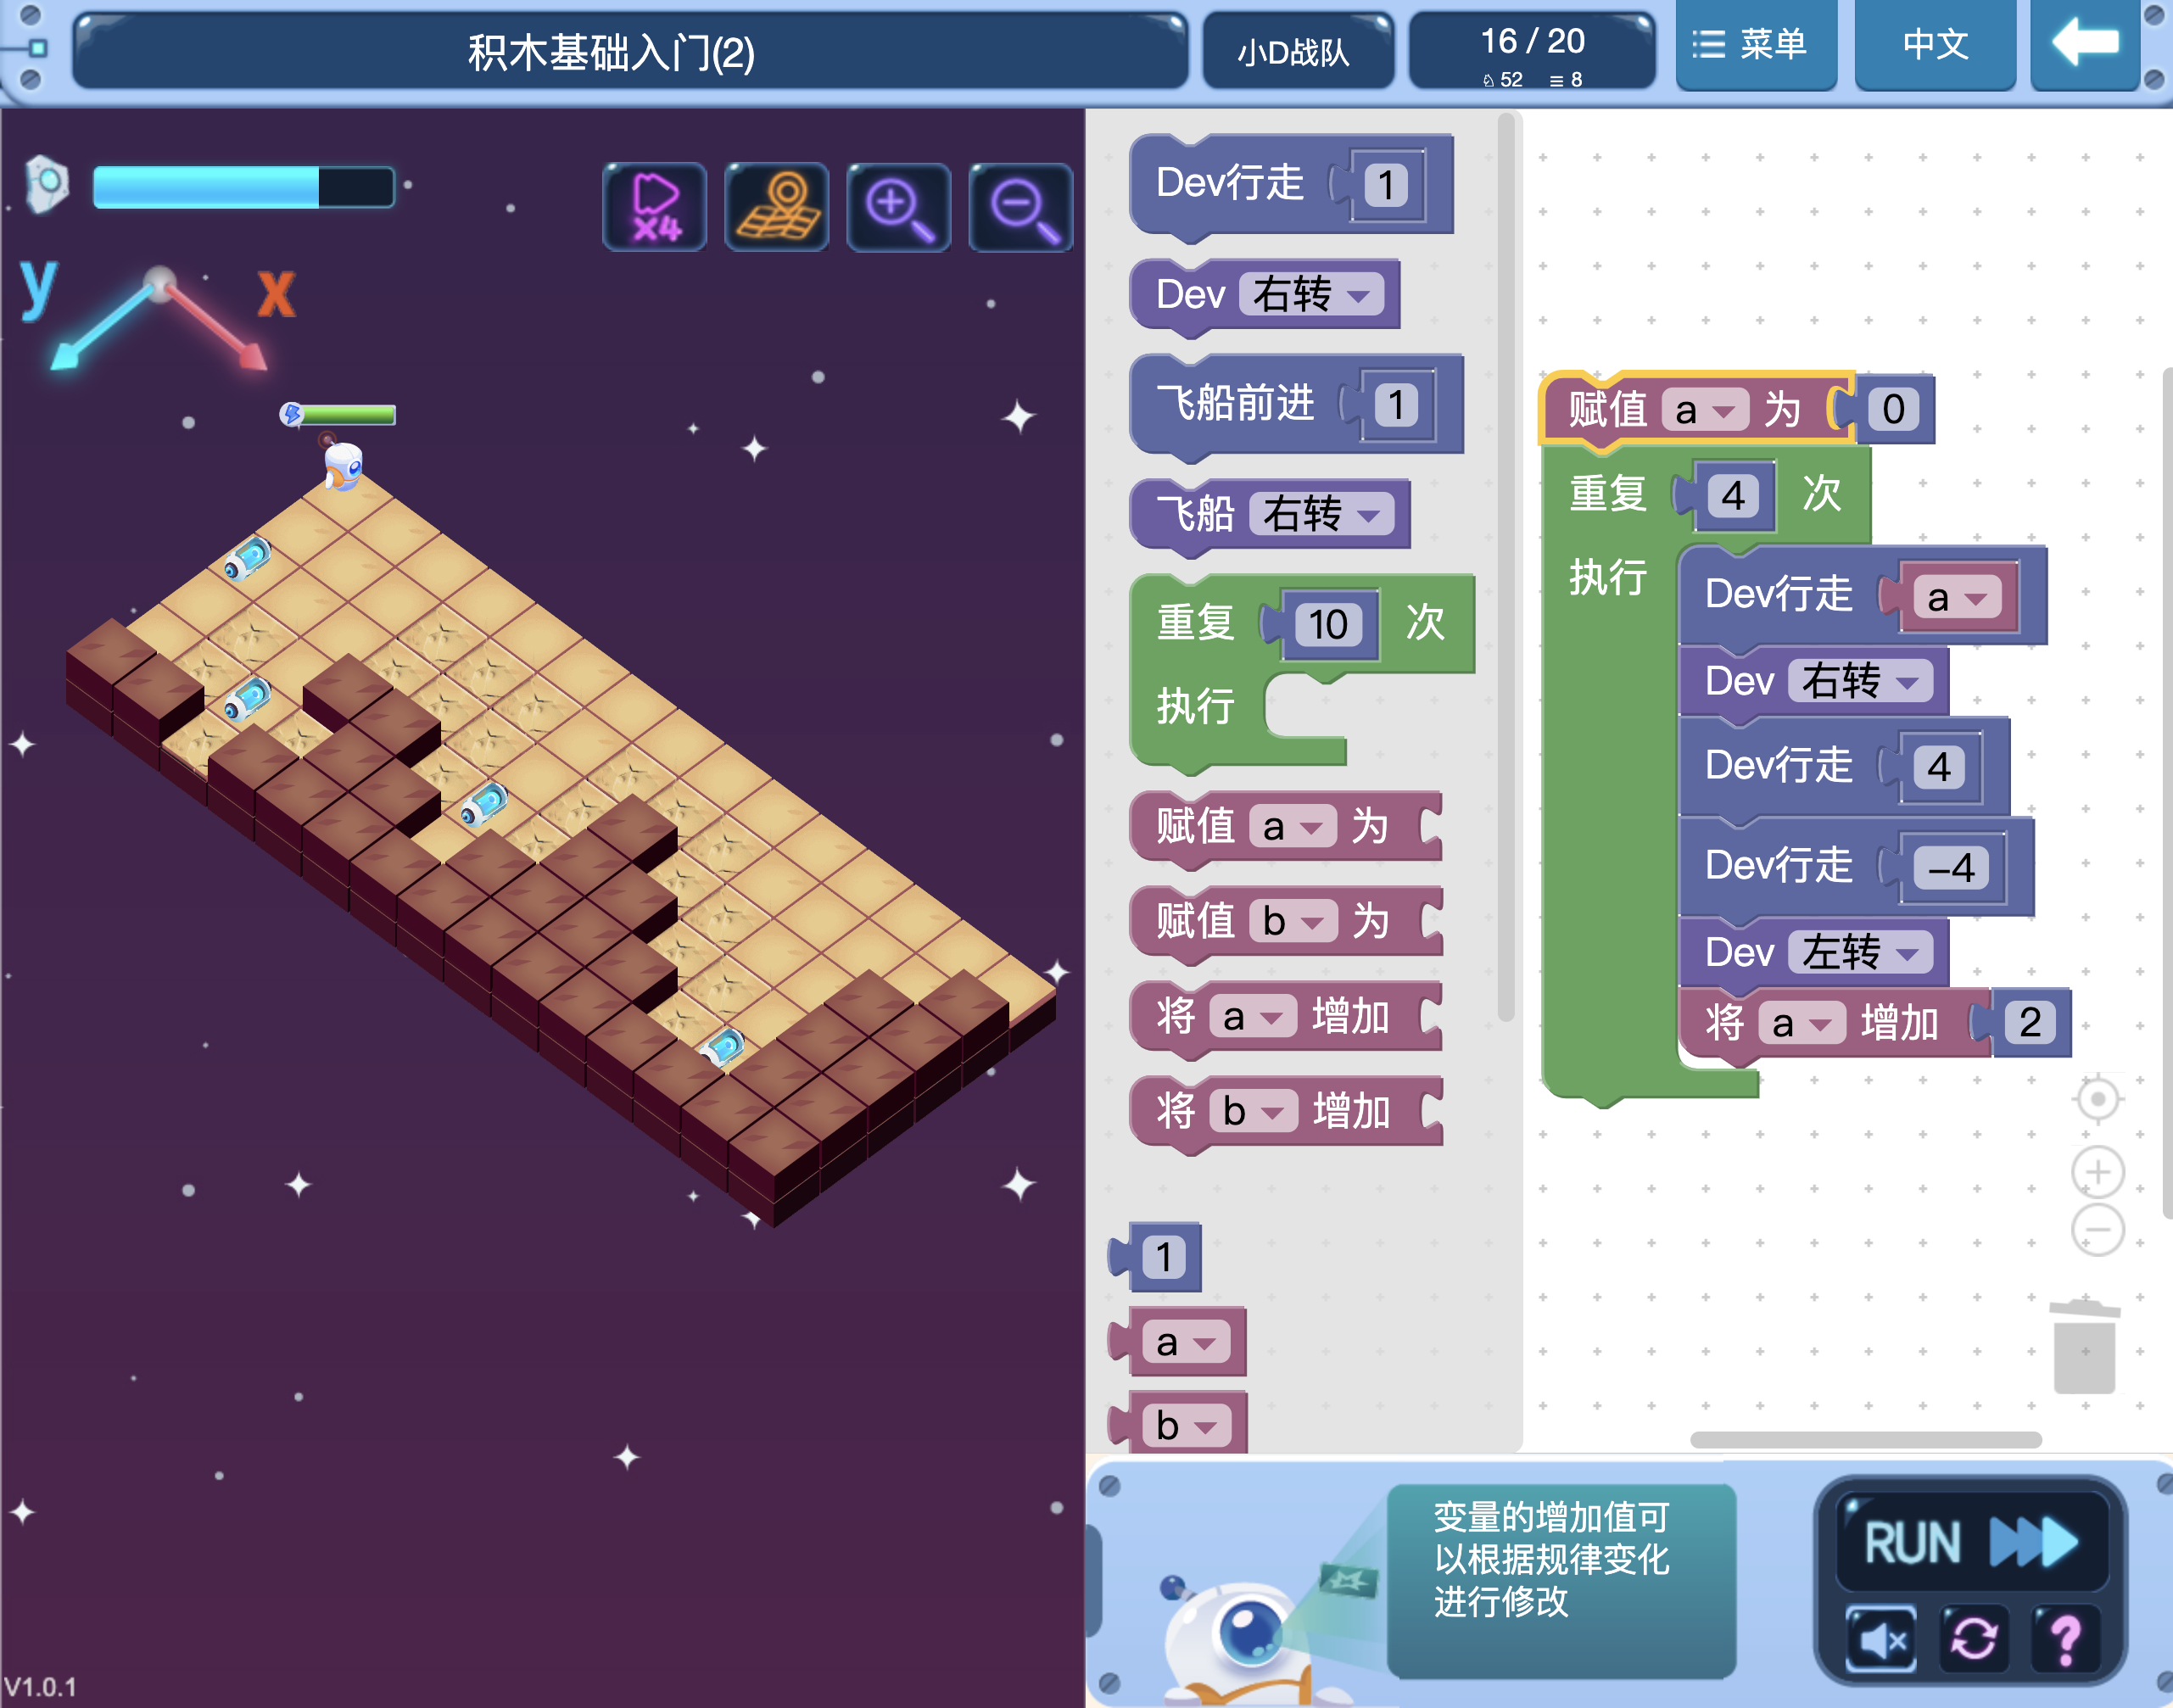 积木基础入门(2)
小D战队
16 / 20
52
8
菜单
中文
x4
y
x
Dev行走 1
Dev 右转
飞船前进 1
飞船 右转
重复 10 次
执行
赋值 a 为
赋值 b 为
将 a 增加
将 b 增加
1
a
b
赋值 a 为 0
重复 4 次
执行
Dev行走 a
Dev 右转
Dev行走 4
Dev行走 -4
Dev 左转
将 a 增加 2
变量的增加值可
以根据规律变化
进行修改
RUN
?
V1.0.1